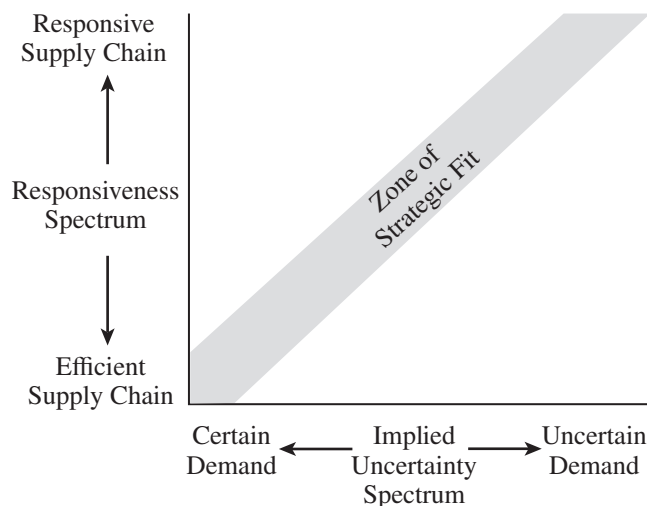 Responsive
Supply Chain
Responsiveness
Spectrum
Efficient
Supply Chain
Zone of
Strategic Fit
Certain
Demand
Implied
Uncertainty
Spectrum
Uncertain
Demand